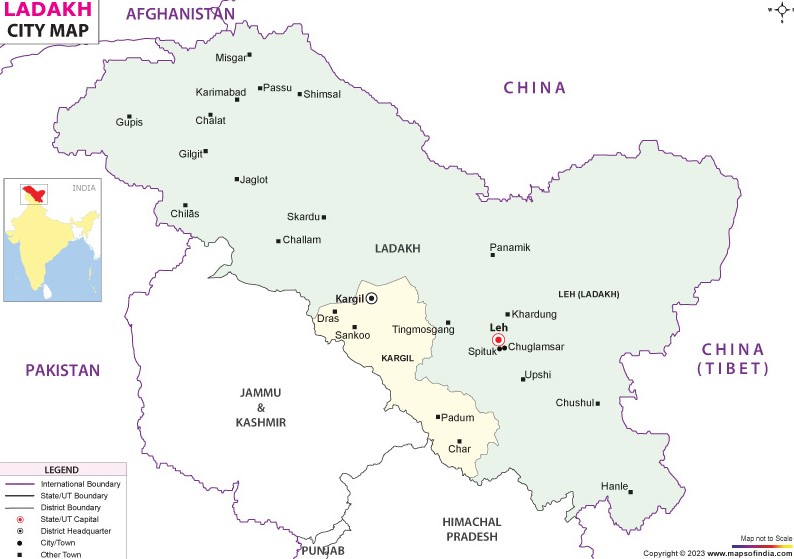 LADAKH
CITY MAP
AFGHANISTAN
CHINA
Misgar
Passu
Karimabad
Shimsal
Gupis
Chalat
Gilgit
Jaglot
INDIA
Chilās
Skardu
Challam
LADAKH
Panamik
LEH (LADAKH)
Kargil
Dras
Khardung
Sankoo
Tingmosgang
Leh
Spituk
Chuglamsar
KARGIL
CHINA
(TIBET)
PAKISTAN
Upshi
JAMMU
&
KASHMIR
Chushul
Padum
Char
Hanle
HIMACHAL
PRADESH
PUNJAB
LEGEND
International Boundary
State/UT Boundary
District Boundary
State/UT Capital
District Headquarter
City/Town
Other Town
Map not to Scale
Copyright © 2023 www.mapsofindia.com